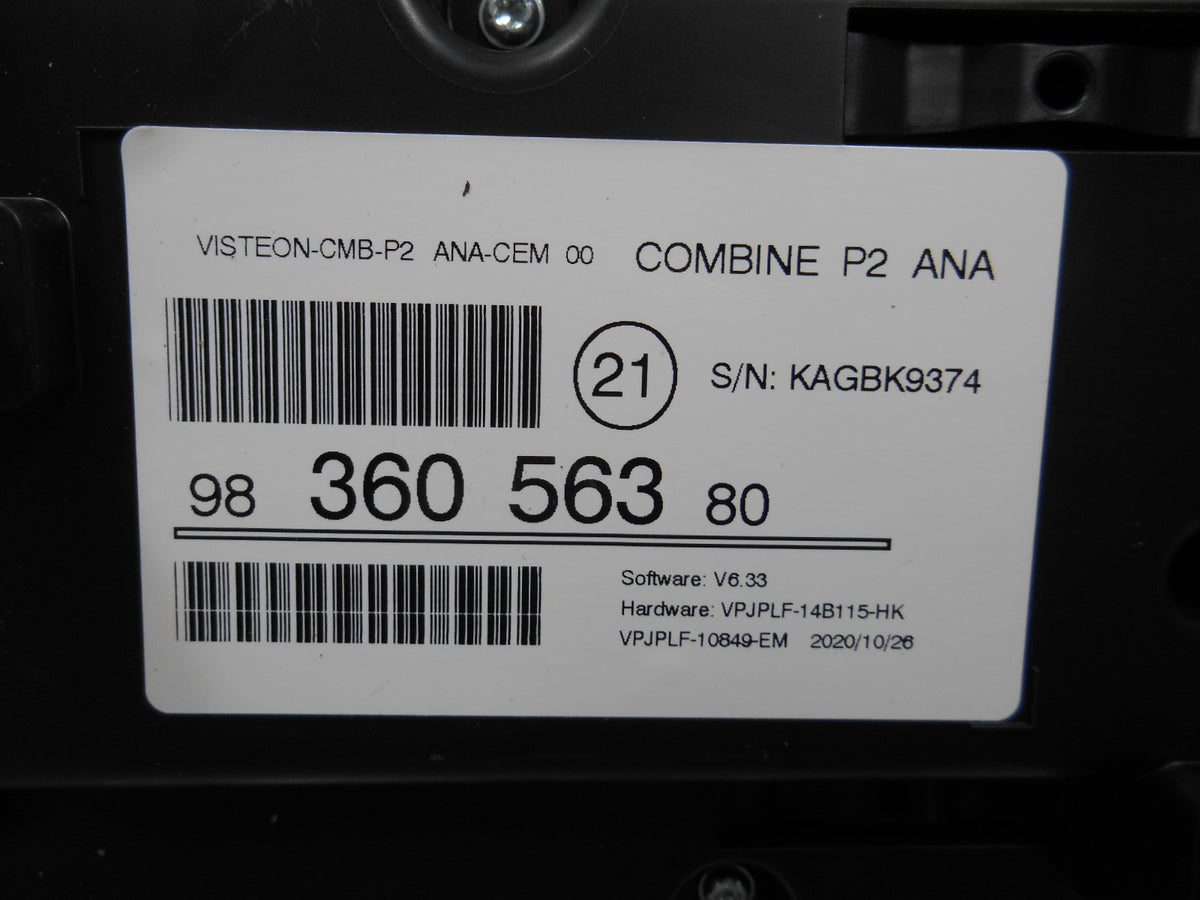 VISTEON-CMB-P2 ANA-CEM 00 COMBINE P2 ANA
21 S/N: KAGBK9374
98 360 563 80
Software: V6.33
Hardware: VPJPLF-14B115-HK
VPJPLF-10849-EM 2020/10/26